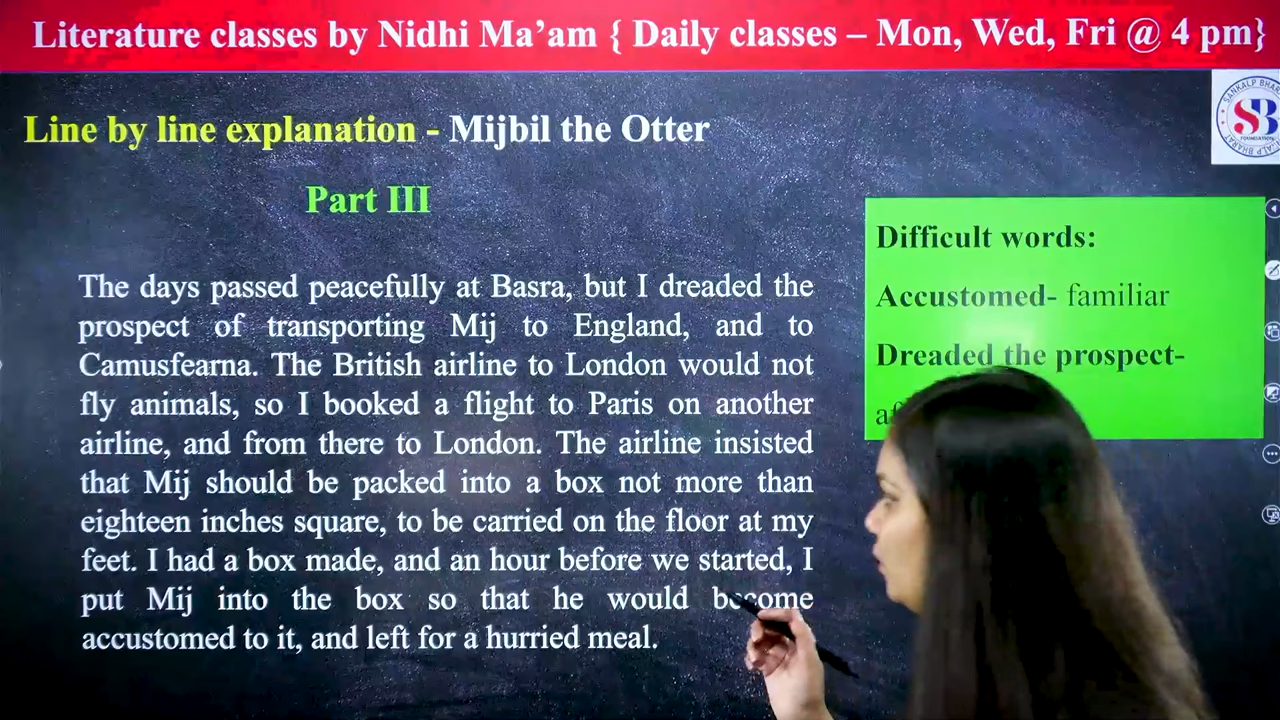 Literature classes by Nidhi Ma’am { Daily classes – Mon, Wed, Fri @ 4 pm}
Line by line explanation - Mijbil the Otter
Part III
The days passed peacefully at Basra, but I dreaded the
prospect of transporting Mij to England, and to
Camusfearna. The British airline to London would not
fly animals, so I booked a flight to Paris on another
airline, and from there to London. The airline insisted
that Mij should be packed into a box not more than
eighteen inches square, to be carried on the floor at my
feet. I had a box made, and an hour before we started, I
put Mij into the box so that he would become
accustomed to it, and left for a hurried meal.
SB
FOUNDATION
Difficult words:
Accustomed- familiar
Dreaded the prospect-